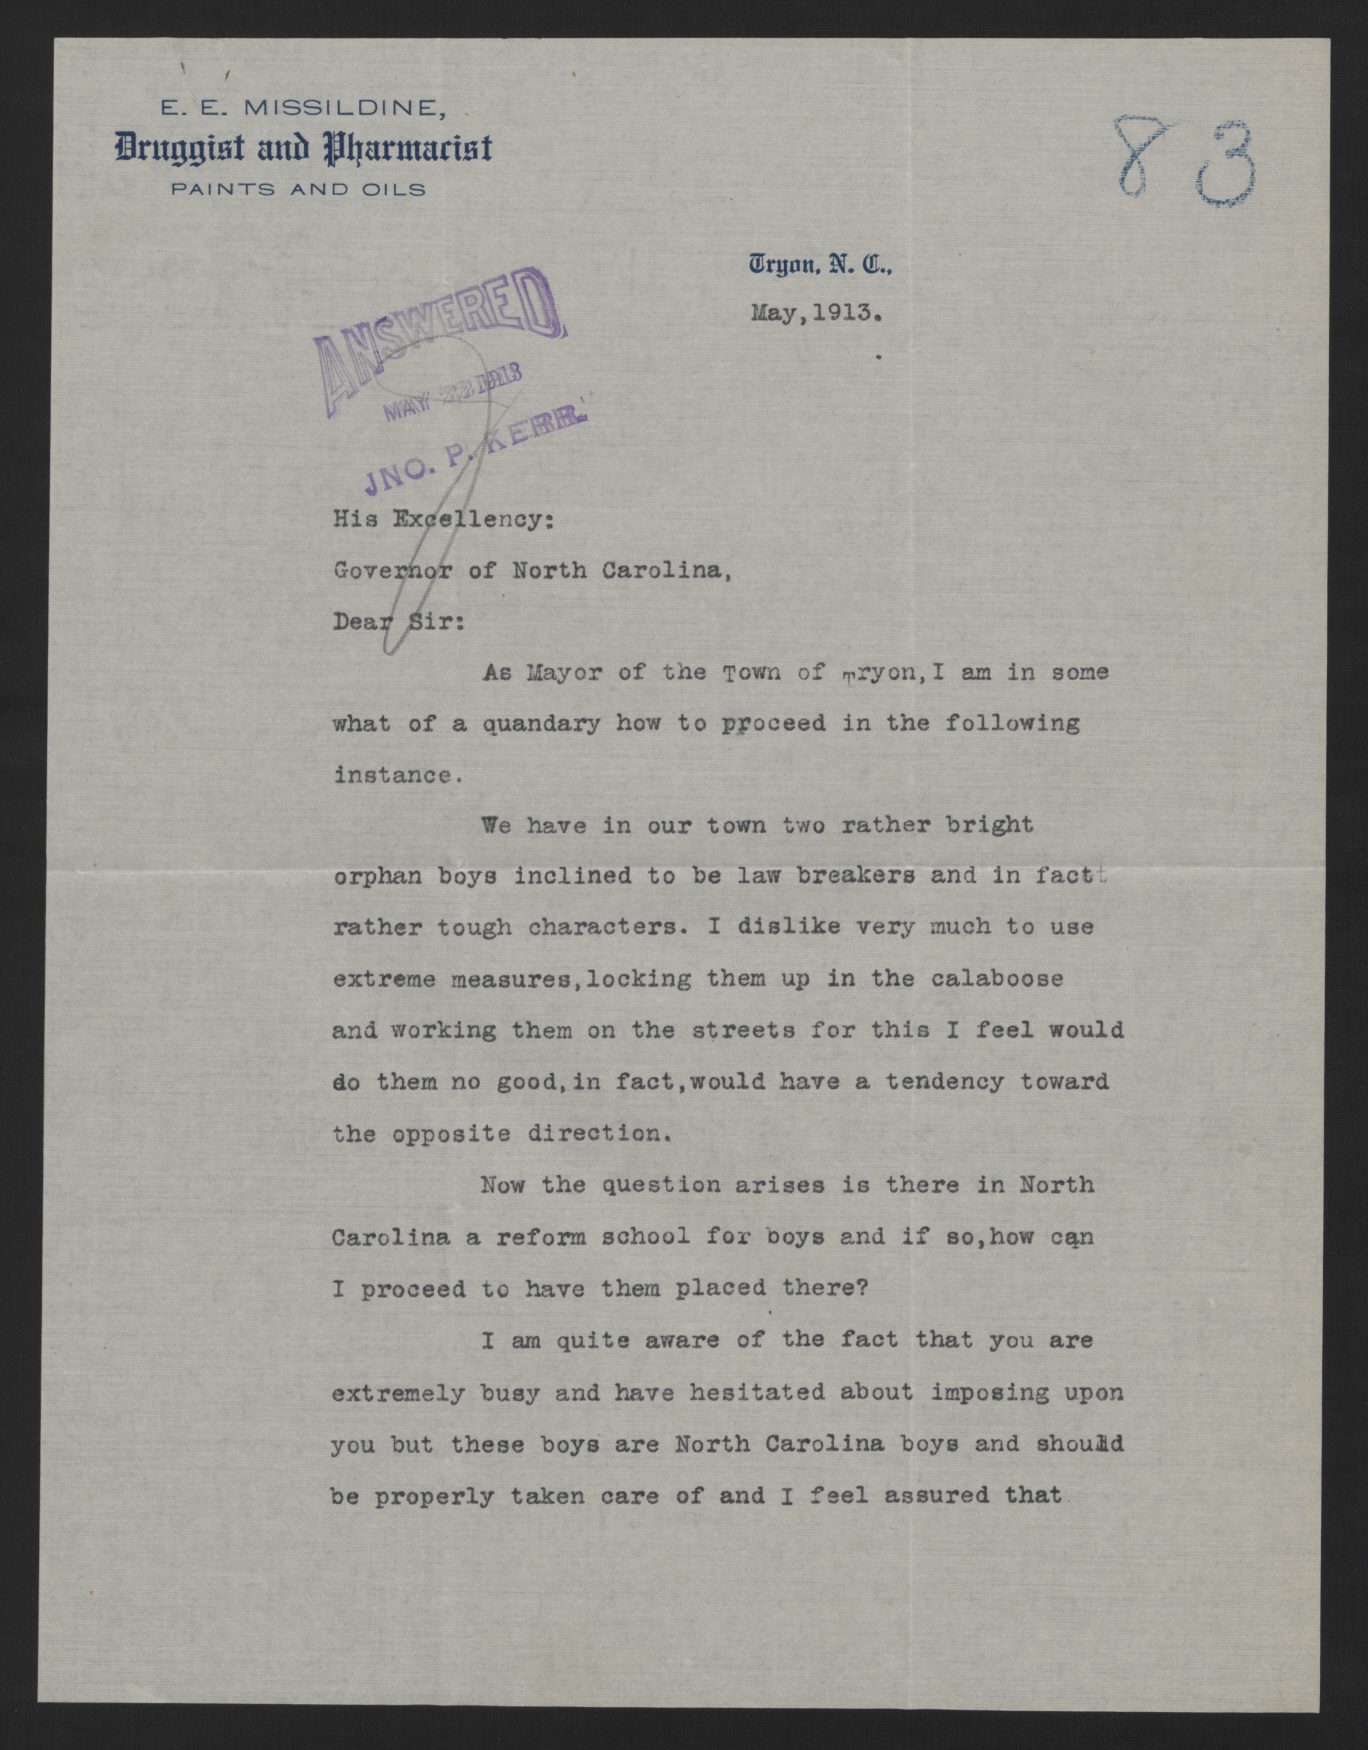 E. E. MISSILDINE,
Druggist and Pharmacist
PAINTS AND OILS
83
Tryon, N. C.,
May,1913.
ANSWERED
MAY 22 1913
JNO. P. KERR.
His Excellency:
Governor of North Carolina,
Dear Sir:
As Mayor of the Town of Tryon,I am in some
what of a quandary how to proceed in the following
instance.
We have in our town two rather bright
orphan boys inclined to be law breakers and in factt
rather tough characters. I dislike very much to use
extreme measures,locking them up in the calaboose
and working them on the streets for this I feel would
do them no good,in fact,would have a tendency toward
the opposite direction.
Now the question arises is there in North
Carolina a reform school for boys and if so,how can
I proceed to have them placed there?
I am quite aware of the fact that you are
extremely busy and have hesitated about imposing upon
you but these boys are North Carolina boys and should
be properly taken care of and I feel assured that